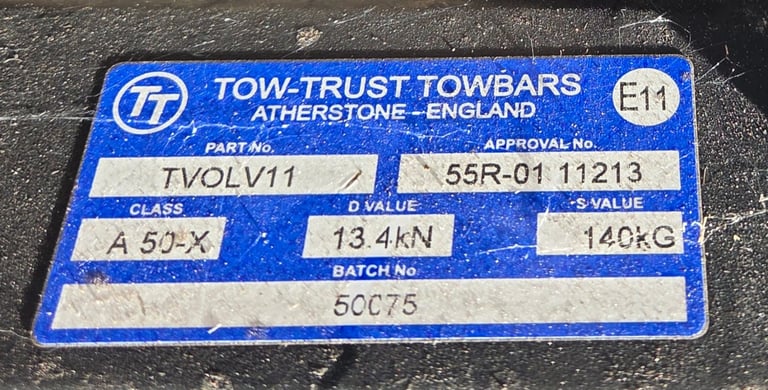 TT TOW-TRUST TOWBARS E11
ATHERSTONE - ENGLAND
PART No. APPROVAL No.
TVOLV11 55R-01 11213
CLASS D VALUE S VALUE
A 50-X 13.4kN 140kG
BATCH No
50075